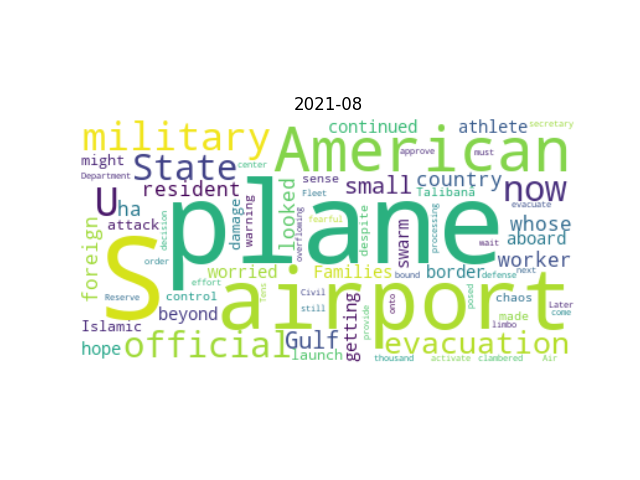 2021-08
military American continued athlete secretary
approve must
might State center sense small country now
Department resident Fleet Talibana evacuate
U ha S plane airport
attack decision damage warning looked overflowing fearful despite swarm processing whose
foreign aboard
order worried Families border worker
effort Tens bound defense wait next
Reserve control Civil onto posed chaos Later
beyond still provide made come
Islamic Gulf getting limbo
hope official launch evacuation
thousand activate clambered Air